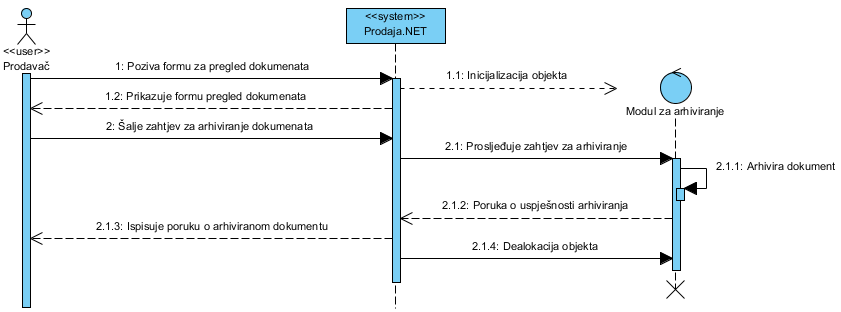 <<system>>
Prodaja.NET
<<user>>
Prodavač
1: Poziva formu za pregled dokumenata
1.1: Inicijalizacija objekta
1.2: Prikazuje formu pregled dokumenata
Modul za arhiviranje
2: Šalje zahtjev za arhiviranje dokumenata
2.1: Prosljeđuje zahtjev za arhiviranje
2.1.1: Arhivira dokument
2.1.2: Poruka o uspješnosti arhiviranja
2.1.3: Ispisuje poruku o arhiviranom dokumentu
2.1.4: Dealokacija objekta